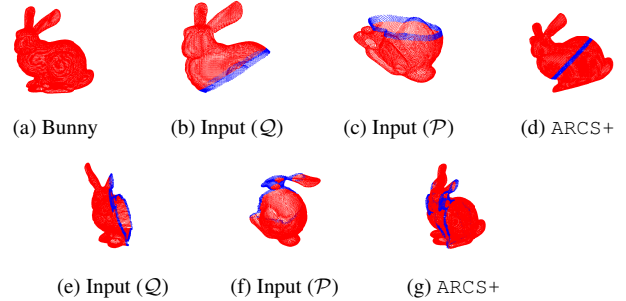 (a) Bunny (b) Input (𝒬) (c) Input (𝒫) (d) ARCS+
(e) Input (𝒬) (f) Input (𝒫) (g) ARCS+